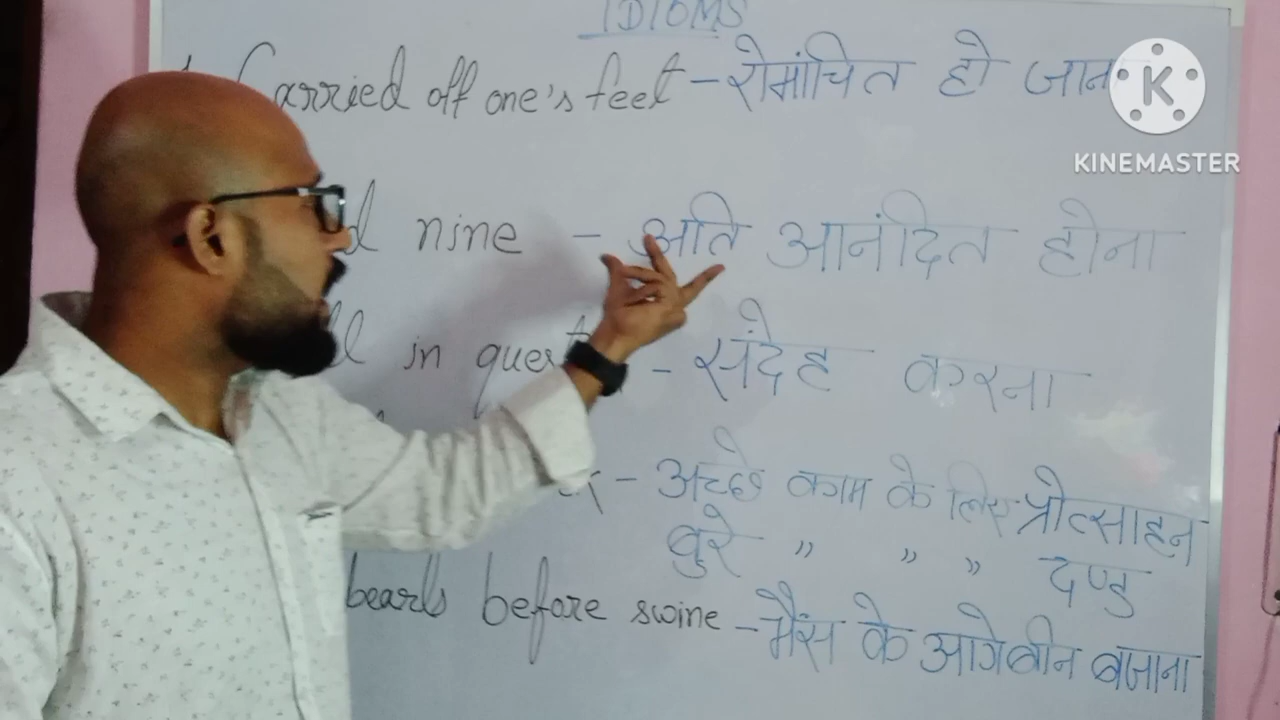 IDIOMS
Carried off one's feet - रोमांचित हो जान
nine - अति आनंदित होना
in quest - संदेह करना
- अच्छे काम के लिए प्रोत्साहन
बुरे " " " दण्ड
bearls before swine - भैंस के आगे बीन बजाना
KINEMASTER